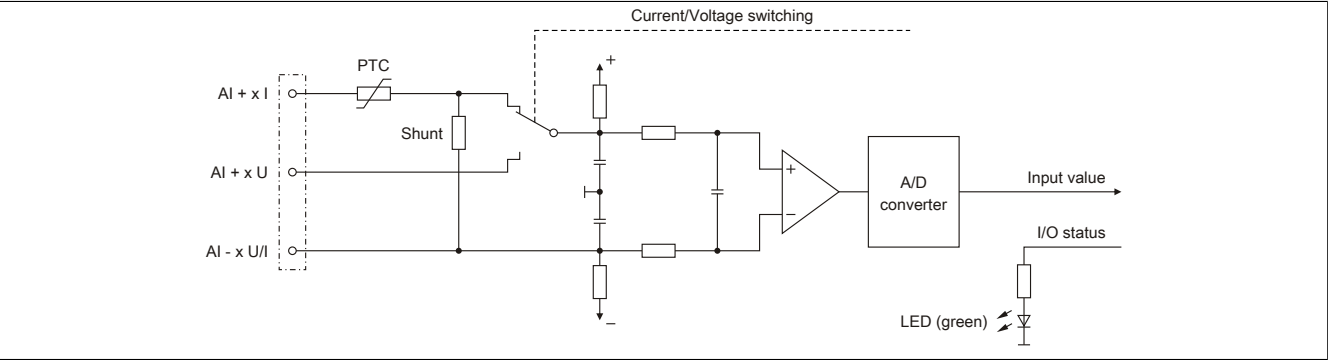 Current/Voltage switching
PTC
AI + x I
Shunt
AI + x U
AI - x U/I
+
−
+
−
A/D
converter
Input value
I/O status
LED (green)